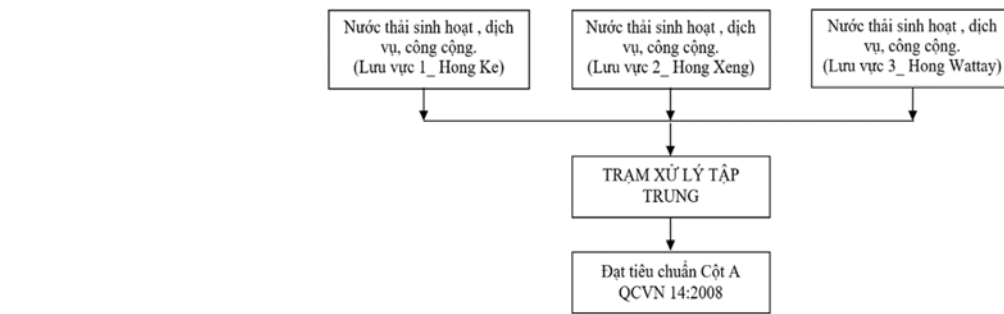 Nước thải sinh hoạt , dịch
vụ, công cộng.
(Lưu vực 1_ Hong Ke)
Nước thải sinh hoạt , dịch
vụ, công cộng.
(Lưu vực 2_ Hong Xeng)
Nước thải sinh hoạt , dịch
vụ, công cộng.
(Lưu vực 3_ Hong Wattay)
TRẠM XỬ LÝ TẬP
TRUNG
Đạt tiêu chuẩn Cột A
QCVN 14:2008